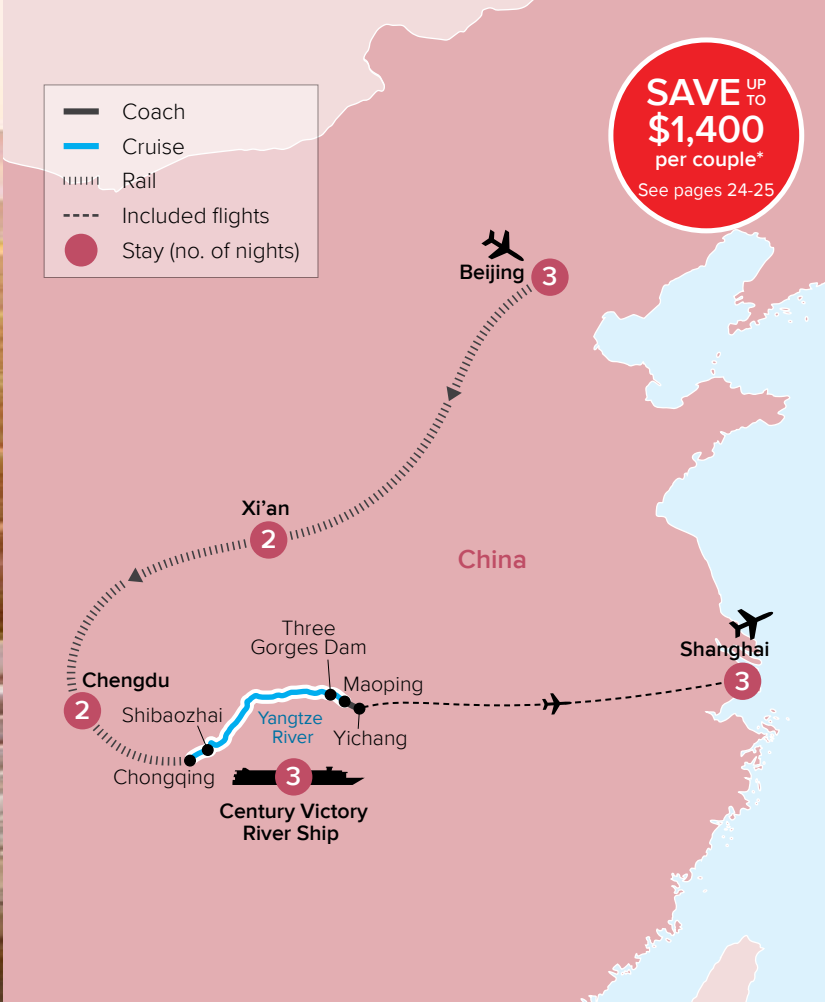 Coach
Cruise
Rail
Included flights
Stay (no. of nights)
SAVE UP TO
$1,400
per couple*
See pages 24-25
Beijing
3
Xi'an
2
China
Shanghai
3
Three
Gorges Dam
Maoping
Chengdu
2
Shibaozhai
Yangtze
River
Yichang
Chongqing
3
Century Victory
River Ship